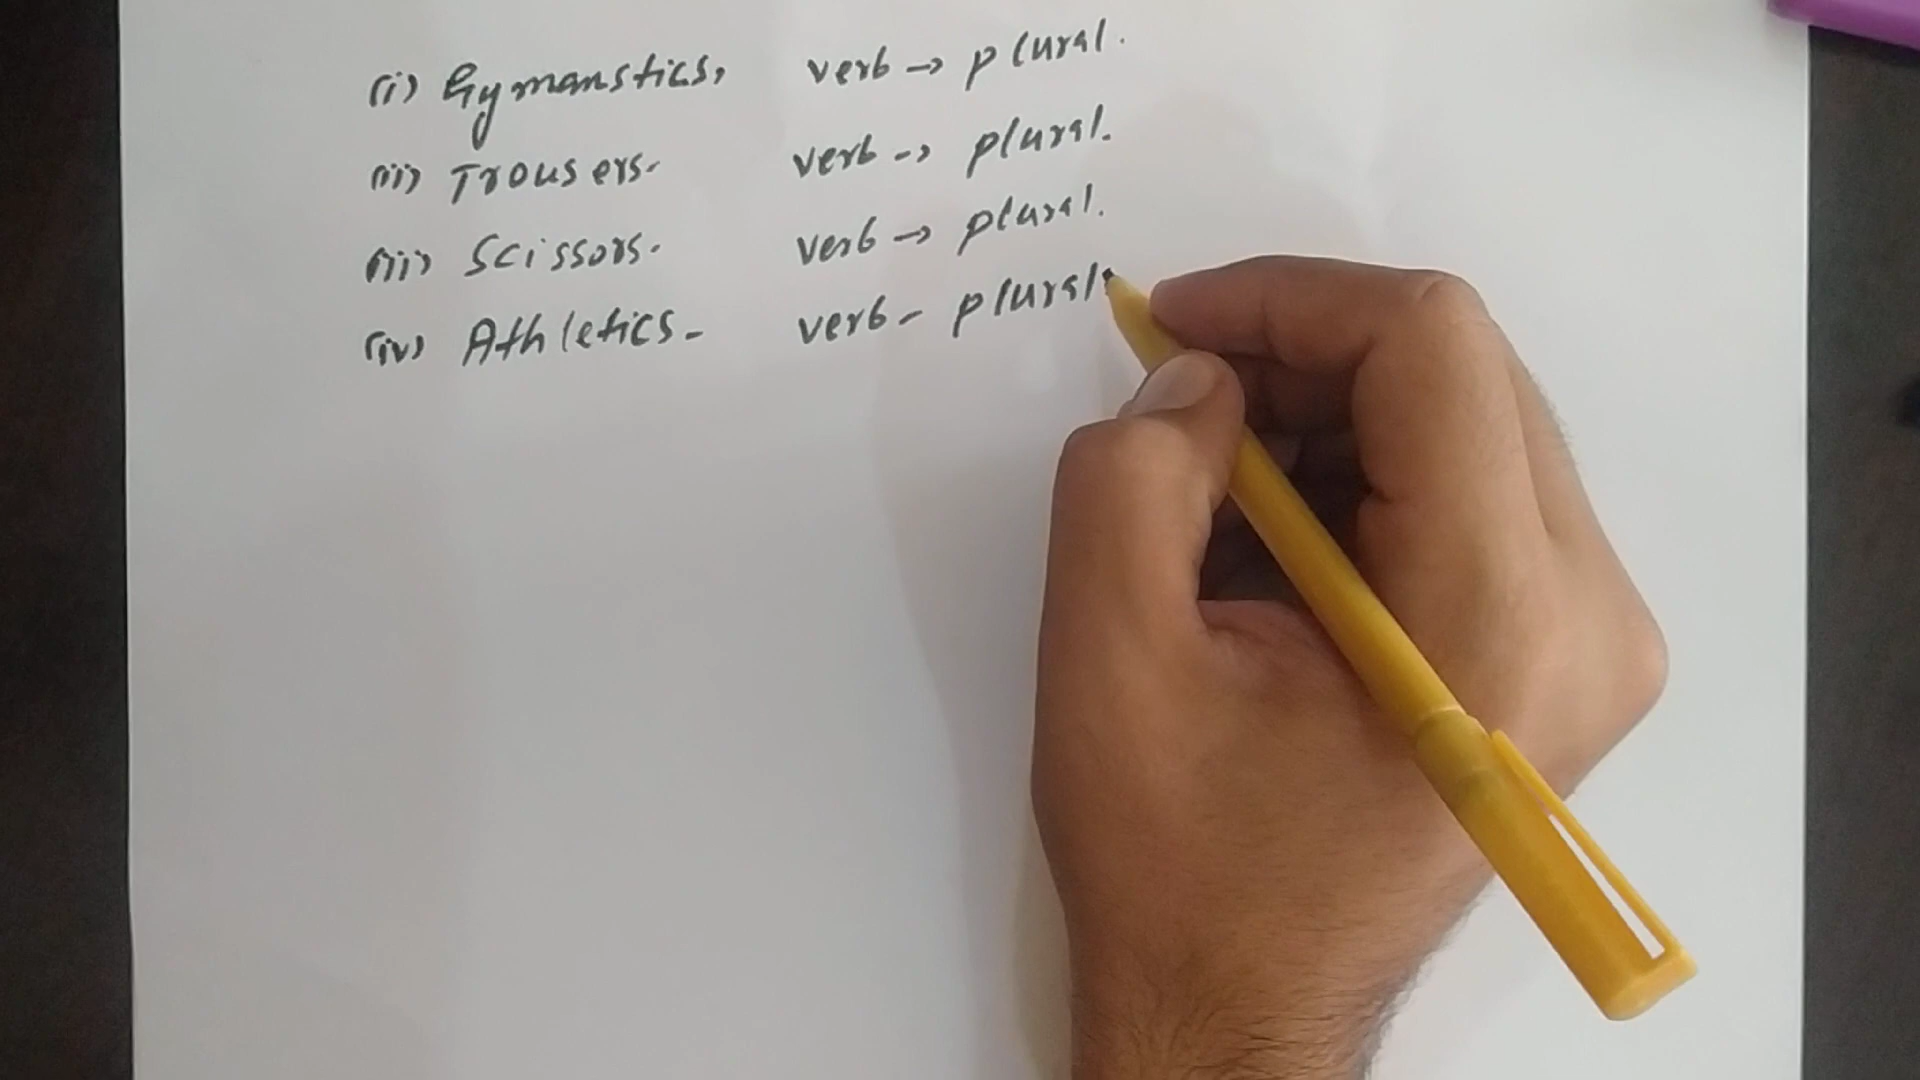 (i) Gymanstics, verb → plural.
(ii) Trousers. verb → plural.
(iii) Scissors. verb → plural.
(iv) Athletics - verb - plural.